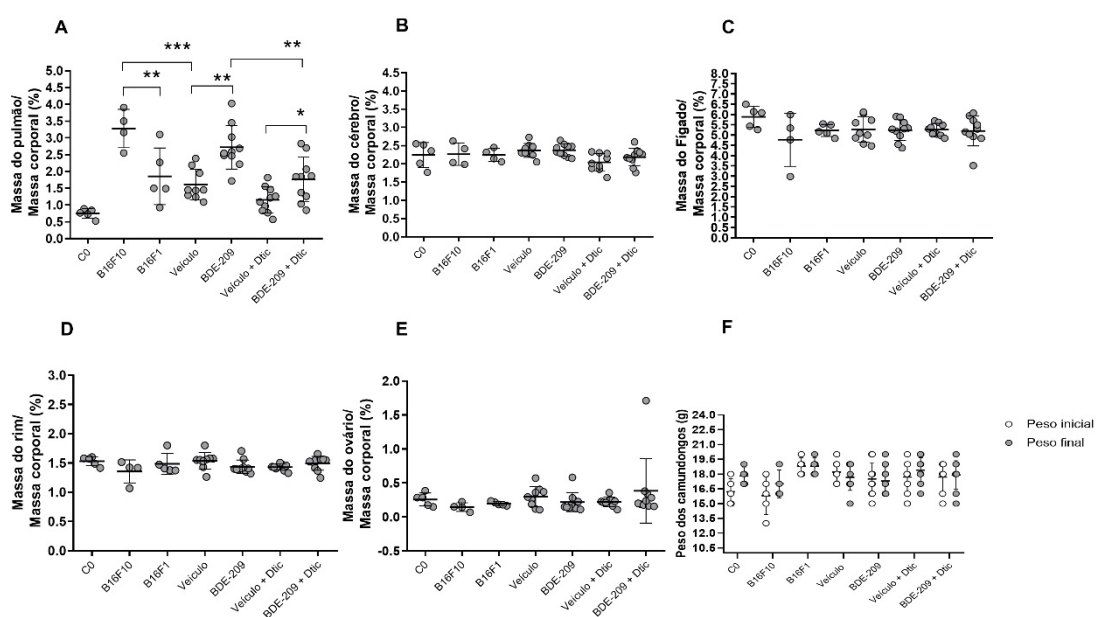 A
Massa do pulmão/
Massa corporal (%)
5.0
4.5
4.0
3.5
3.0
2.5
2.0
1.5
1.0
0.5
0.0
***
**
**
**
*
C0
B16F10
B16F1
Veículo
BDE-209
Veículo + Dtic
BDE-209 + Dtic
B
Massa do cérebro/
Massa corporal (%)
4.5
4.0
3.5
3.0
2.5
2.0
1.5
1.0
0.5
0.0
C0
B16F10
B16F1
Veículo
BDE-209
Veículo + Dtic
BDE-209 + Dtic
C
Massa do Fígado/
Massa corporal (%)
8.0
7.5
7.0
6.5
6.0
5.5
5.0
4.5
4.0
3.5
3.0
2.5
2.0
1.5
1.0
0.5
0.0
C0
B16F10
B16F1
Veículo
BDE-209
Veículo + Dtic
BDE-209 + Dtic
D
Massa do rim/
Massa corporal (%)
3.0
2.5
2.0
1.5
1.0
0.5
0.0
C0
B16F10
B16F1
Veículo
BDE-209
Veículo + Dtic
BDE-209 + Dtic
E
Massa do ovário/
Massa corporal (%)
2.0
1.5
1.0
0.5
0.0
-0.5
C0
B16F10
B16F1
Veículo
BDE-209
Veículo + Dtic
BDE-209 + Dtic
F
Peso dos camundongos (g)
24.0
22.5
21.0
19.5
18.0
16.5
15.0
13.6
12.0
10.5
C0
B16F10
B16F1
Veículo
BDE-209
Veículo + Dtic
BDE-209 + Dtic
Peso inicial
Peso final